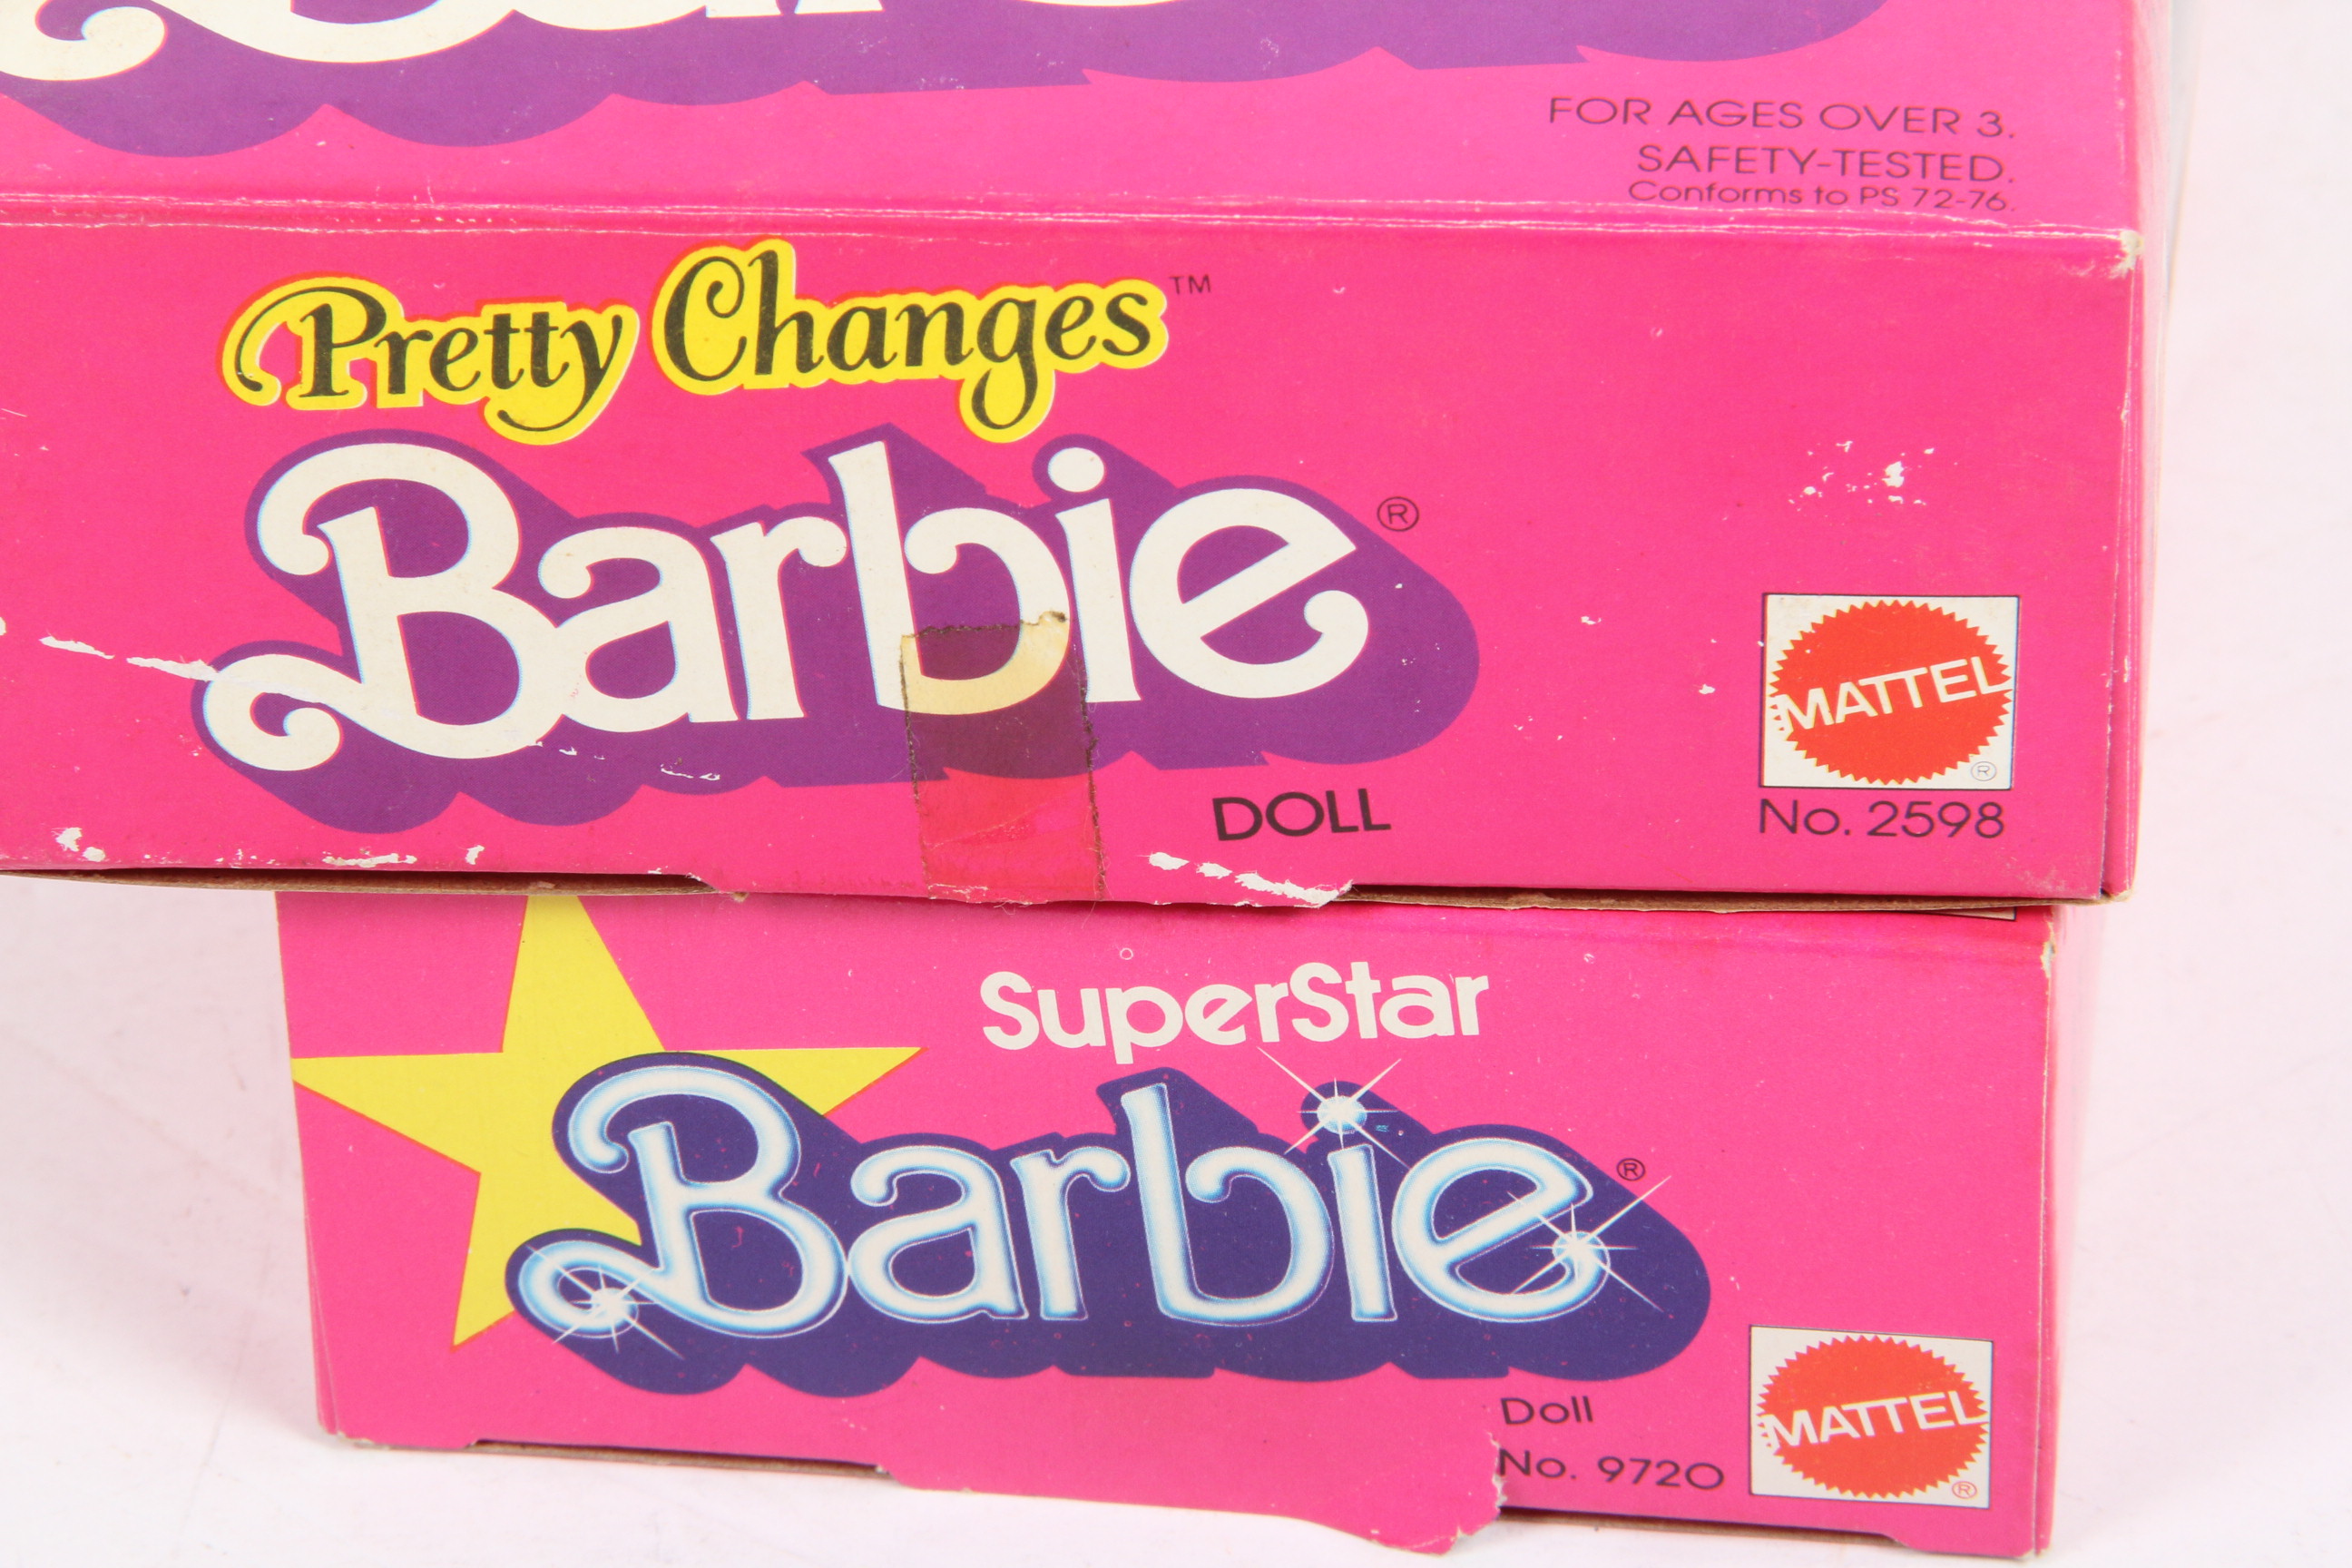 FOR AGES OVER 3.
SAFETY-TESTED.
Conforms to PS 72-76.
Pretty Changes™
Barbie®
DOLL
MATTEL
®
No. 2598
SuperStar
Barbie®
Doll
No. 9720
MATTEL
®